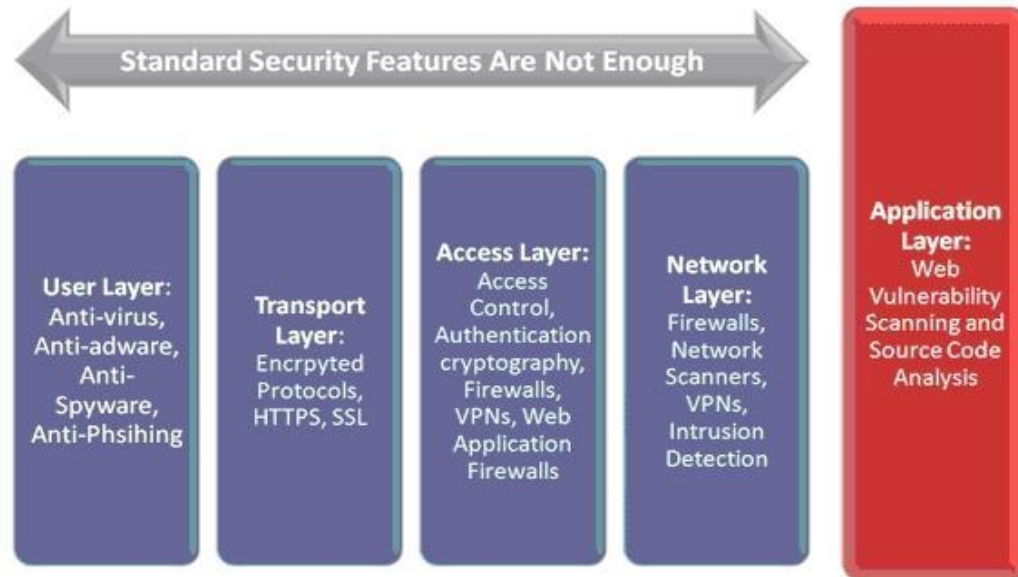 Standard Security Features Are Not Enough
User Layer:
Anti-virus,
Anti-adware,
Anti-
Spyware,
Anti-Phsihing
Transport
Layer:
Encrpyted
Protocols,
HTTPS, SSL
Access Layer:
Access
Control,
Authentication
cryptography,
Firewalls,
VPNs, Web
Application
Firewalls
Network
Layer:
Firewalls,
Network
Scanners,
VPNs,
Intrusion
Detection
Application
Layer:
Web
Vulnerability
Scanning and
Source Code
Analysis